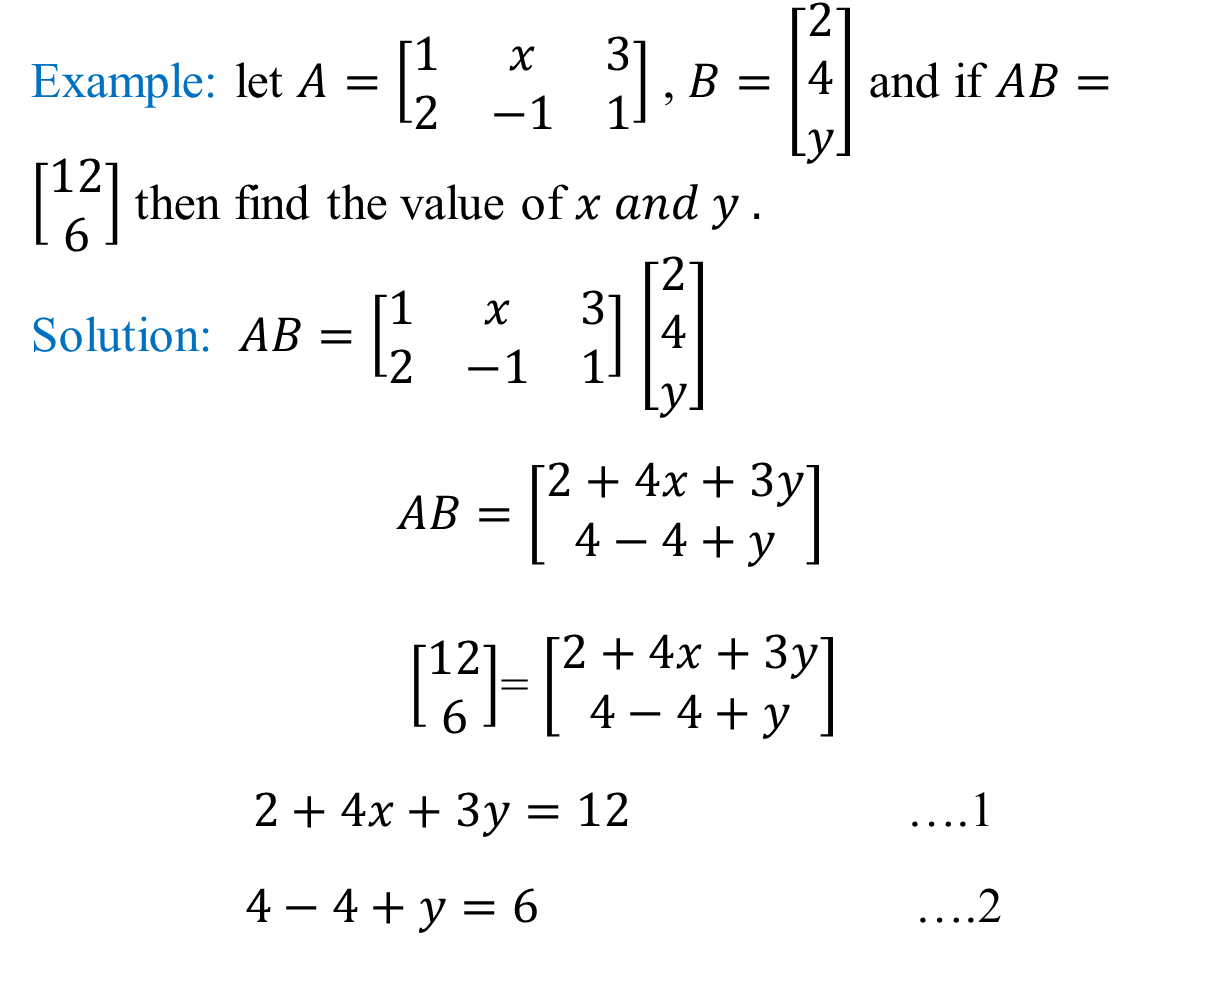 Example: let A = [1 x 3; 2 −1 1] , B = [2; 4; y] and if AB =
[12; 6] then find the value of x and y .
Solution: AB = [1 x 3; 2 −1 1] [2; 4; y]
AB = [2 + 4x + 3y; 4 − 4 + y]
[12; 6]= [2 + 4x + 3y; 4 − 4 + y]
2 + 4x + 3y = 12 ....1
4 − 4 + y = 6 ....2